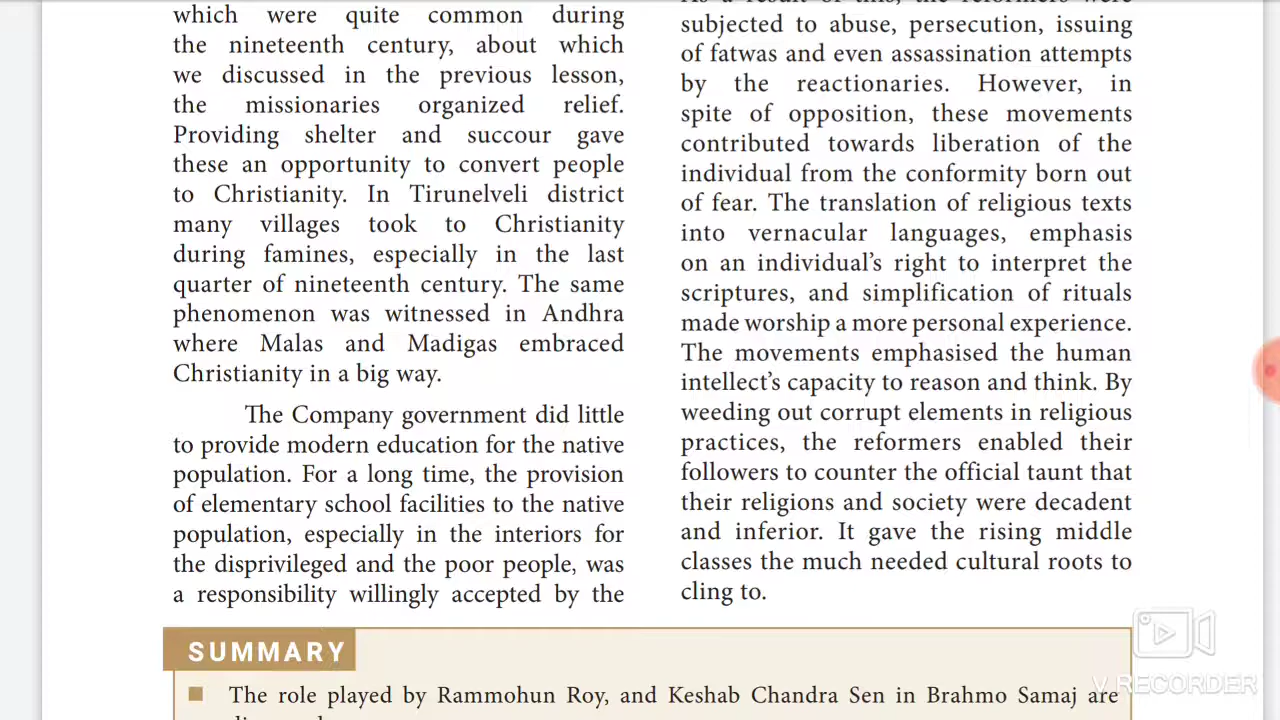 which were quite common during
the nineteenth century, about which
we discussed in the previous lesson,
the missionaries organized relief.
Providing shelter and succour gave
these an opportunity to convert people
to Christianity. In Tirunelveli district
many villages took to Christianity
during famines, especially in the last
quarter of nineteenth century. The same
phenomenon was witnessed in Andhra
where Malas and Madigas embraced
Christianity in a big way.
The Company government did little
to provide modern education for the native
population. For a long time, the provision
of elementary school facilities to the native
population, especially in the interiors for
the disprivileged and the poor people, was
a responsibility willingly accepted by the
As a result of this, the reformers were
subjected to abuse, persecution, issuing
of fatwas and even assassination attempts
by the reactionaries. However, in
spite of opposition, these movements
contributed towards liberation of the
individual from the conformity born out
of fear. The translation of religious texts
into vernacular languages, emphasis
on an individual’s right to interpret the
scriptures, and simplification of rituals
made worship a more personal experience.
The movements emphasised the human
intellect’s capacity to reason and think. By
weeding out corrupt elements in religious
practices, the reformers enabled their
followers to counter the official taunt that
their religions and society were decadent
and inferior. It gave the rising middle
classes the much needed cultural roots to
cling to.
SUMMARY
The role played by Rammohun Roy, and Keshab Chandra Sen in Brahmo Samaj are
V RECORDER